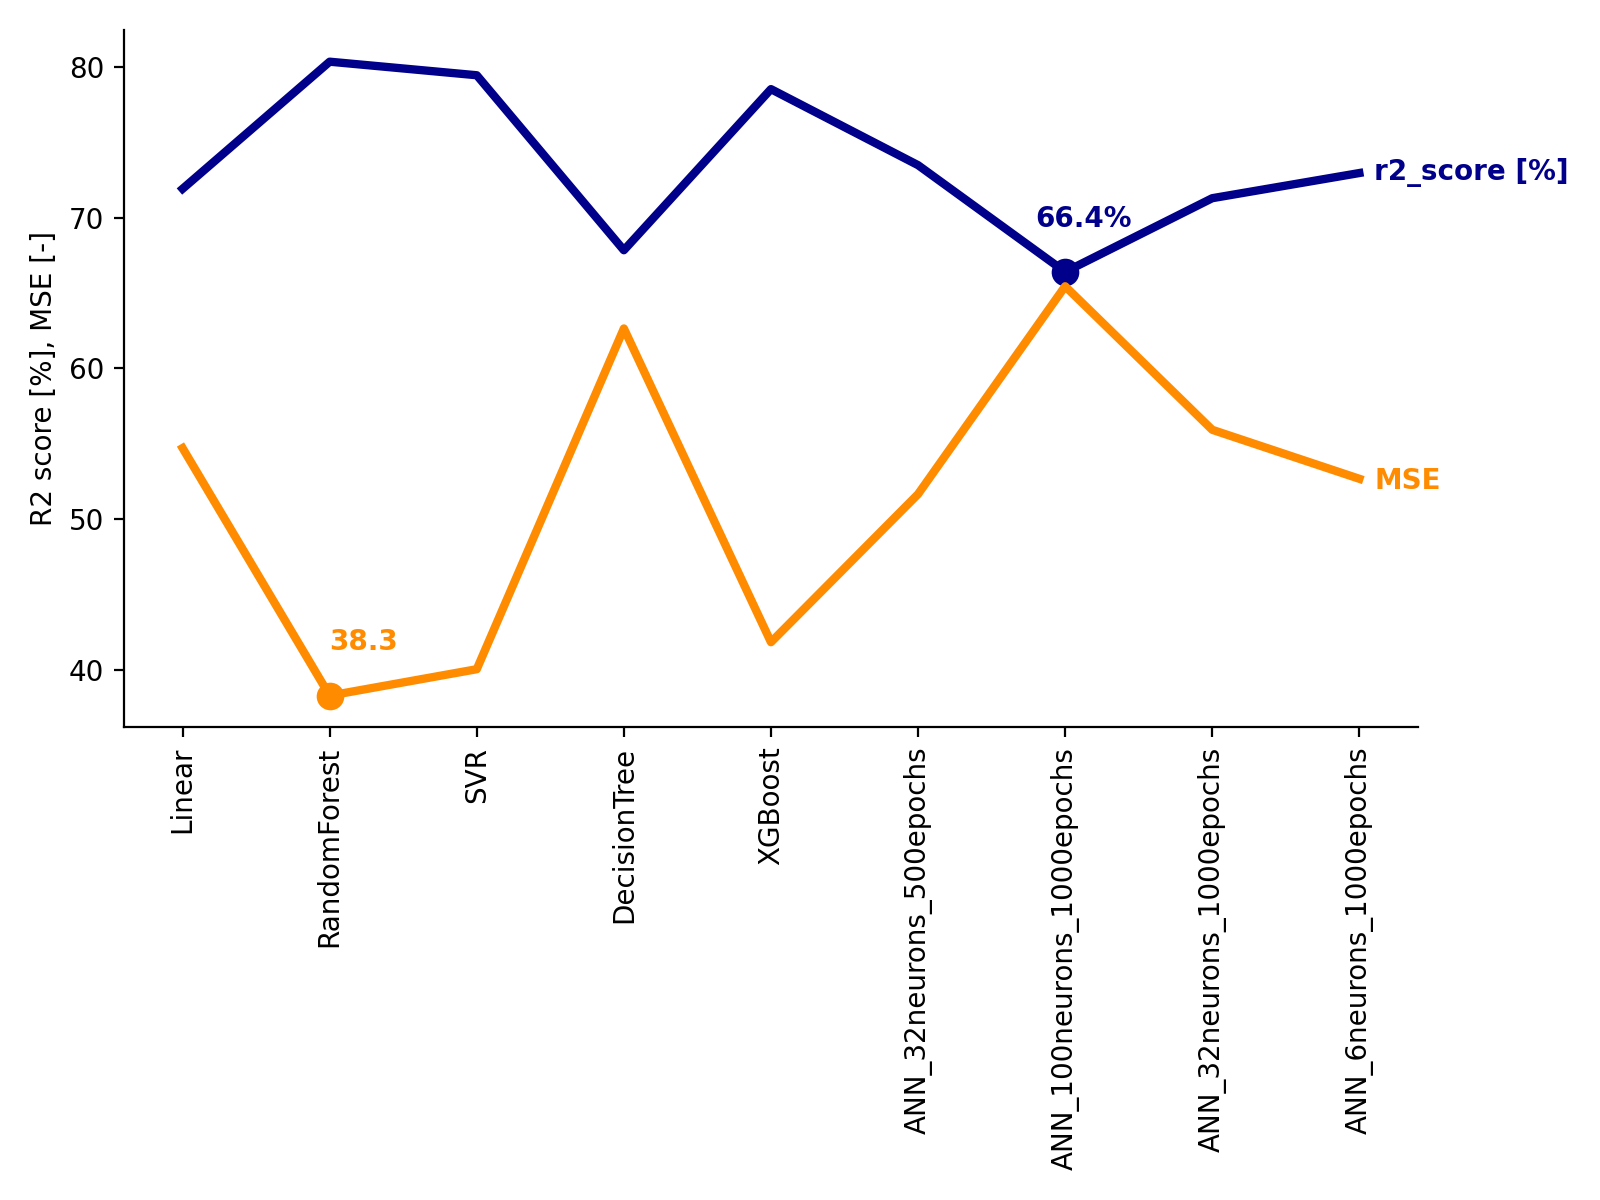 R2 score [%], MSE [-]
80
70
60
50
40
r2_score [%]
66.4%
MSE
38.3
Linear
RandomForest
SVR
DecisionTree
XGBoost
ANN_32neurons_500epochs
ANN_100neurons_1000epochs
ANN_32neurons_1000epochs
ANN_6neurons_1000epochs